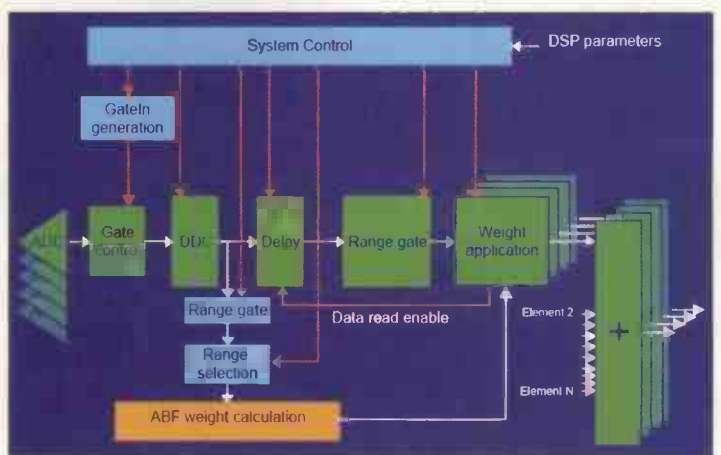 System Control
DSP parameters
GateIn
generation
Gate
control
DDC
Delay
Range gate
Weight
application
Range gate
Data read enable
Element 2
Range
selection
+
Element N
ABF weight calculation